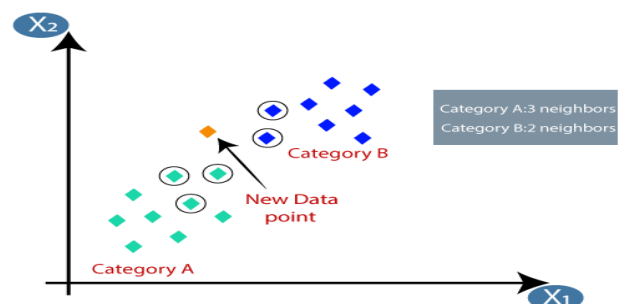 X₂
Category A:3 neighbors
Category B:2 neighbors
Category B
New Data
point
Category A
X₁